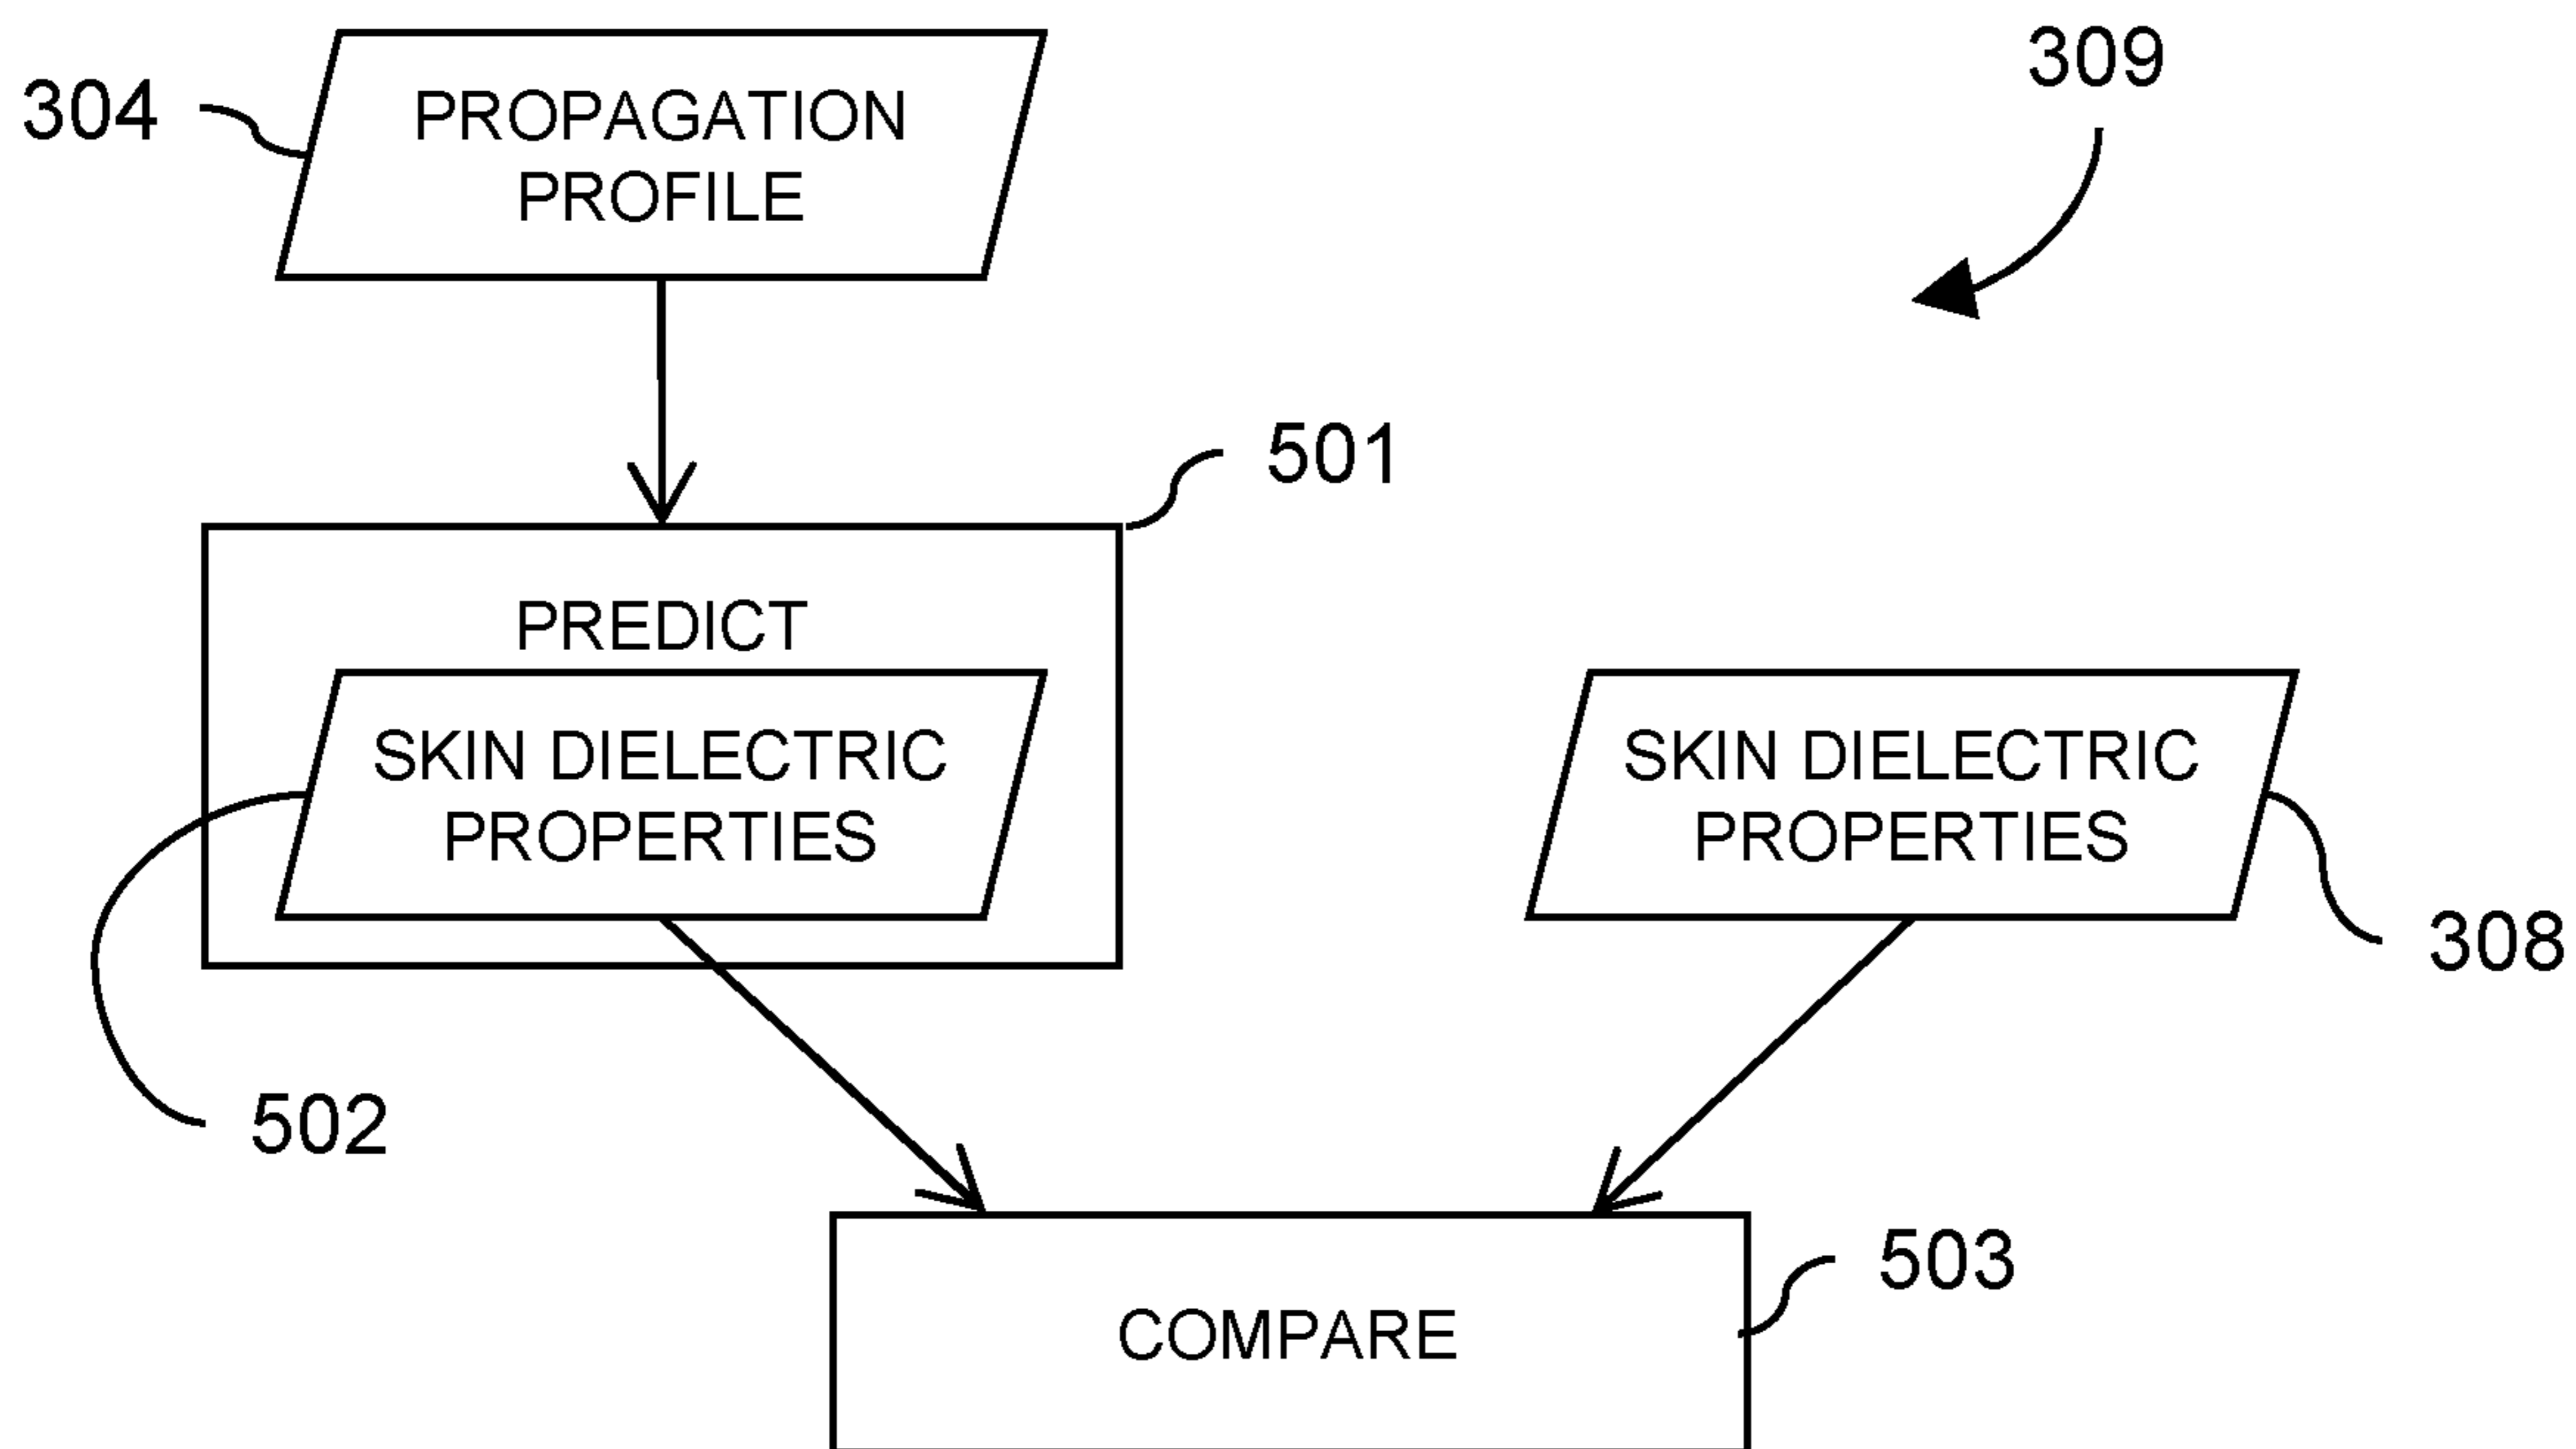 309
304
PROPAGATION
PROFILE
501
PREDICT
SKIN DIELECTRIC
PROPERTIES
SKIN DIELECTRIC
PROPERTIES
308
502
503
COMPARE